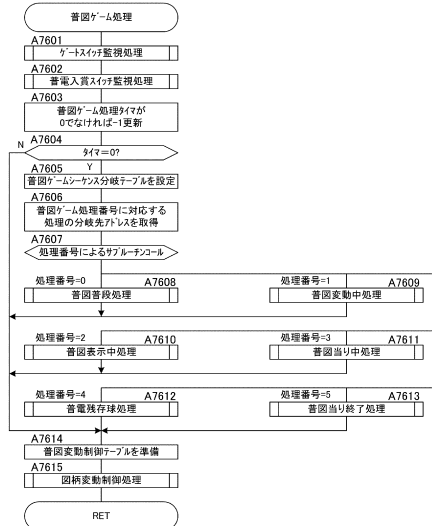 普図ゲーム処理
A7601
ゲートスイッチ監視処理
A7602
普電入賞スイッチ監視処理
A7603
普図ゲーム処理タイマが
0でなければ-1更新
A7604
N
タイマ=0?
Y
A7605
普図ゲームシーケンス分岐テーブルを設定
A7606
普図ゲーム処理番号に対応する
処理の分岐先アドレスを取得
A7607
処理番号によるサブルーチンコール
処理番号=0 A7608
普図普段処理
処理番号=1 A7609
普図変動中処理
処理番号=2 A7610
普図表示中処理
処理番号=3 A7611
普図当り中処理
処理番号=4 A7612
普電残存球処理
処理番号=5 A7613
普図当り終了処理
A7614
普図変動制御テーブルを準備
A7615
図柄変動制御処理
RET